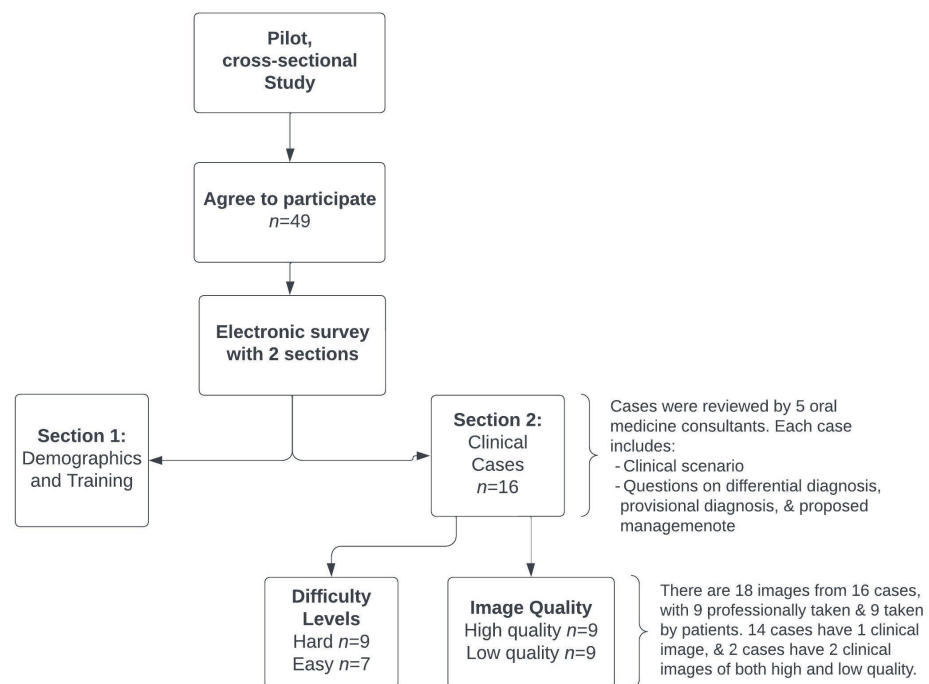 Pilot,
cross-sectional
Study
Agree to participate
n=49
Electronic survey
with 2 sections
Section 1:
Demographics
and Training
Section 2:
Clinical
Cases
n=16
Cases were reviewed by 5 oral
medicine consultants. Each case
includes:
- Clinical scenario
- Questions on differential diagnosis,
provisional diagnosis, & proposed
managemenote
Difficulty
Levels
Hard n=9
Easy n=7
Image Quality
High quality n=9
Low quality n=9
There are 18 images from 16 cases,
with 9 professionally taken & 9 taken
by patients. 14 cases have 1 clinical
image, & 2 cases have 2 clinical
images of both high and low quality.